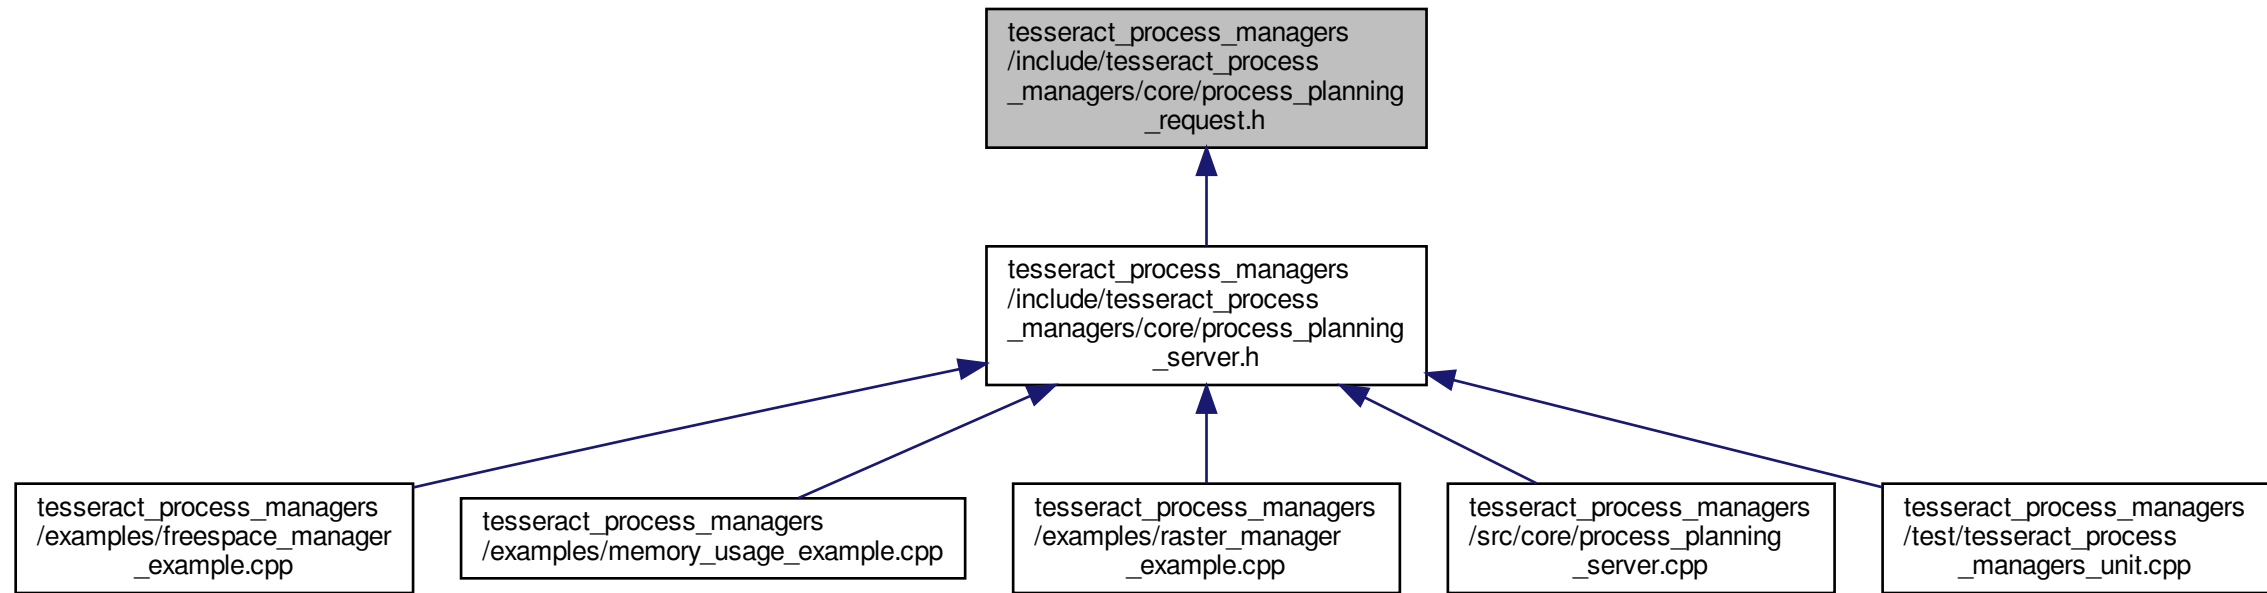 tesseract_process_managers
/include/tesseract_process
_managers/core/process_planning
_request.h
tesseract_process_managers
/include/tesseract_process
_managers/core/process_planning
_server.h
tesseract_process_managers
/examples/freespace_manager
_example.cpp
tesseract_process_managers
/examples/memory_usage_example.cpp
tesseract_process_managers
/examples/raster_manager
_example.cpp
tesseract_process_managers
/src/core/process_planning
_server.cpp
tesseract_process_managers
/test/tesseract_process
_managers_unit.cpp